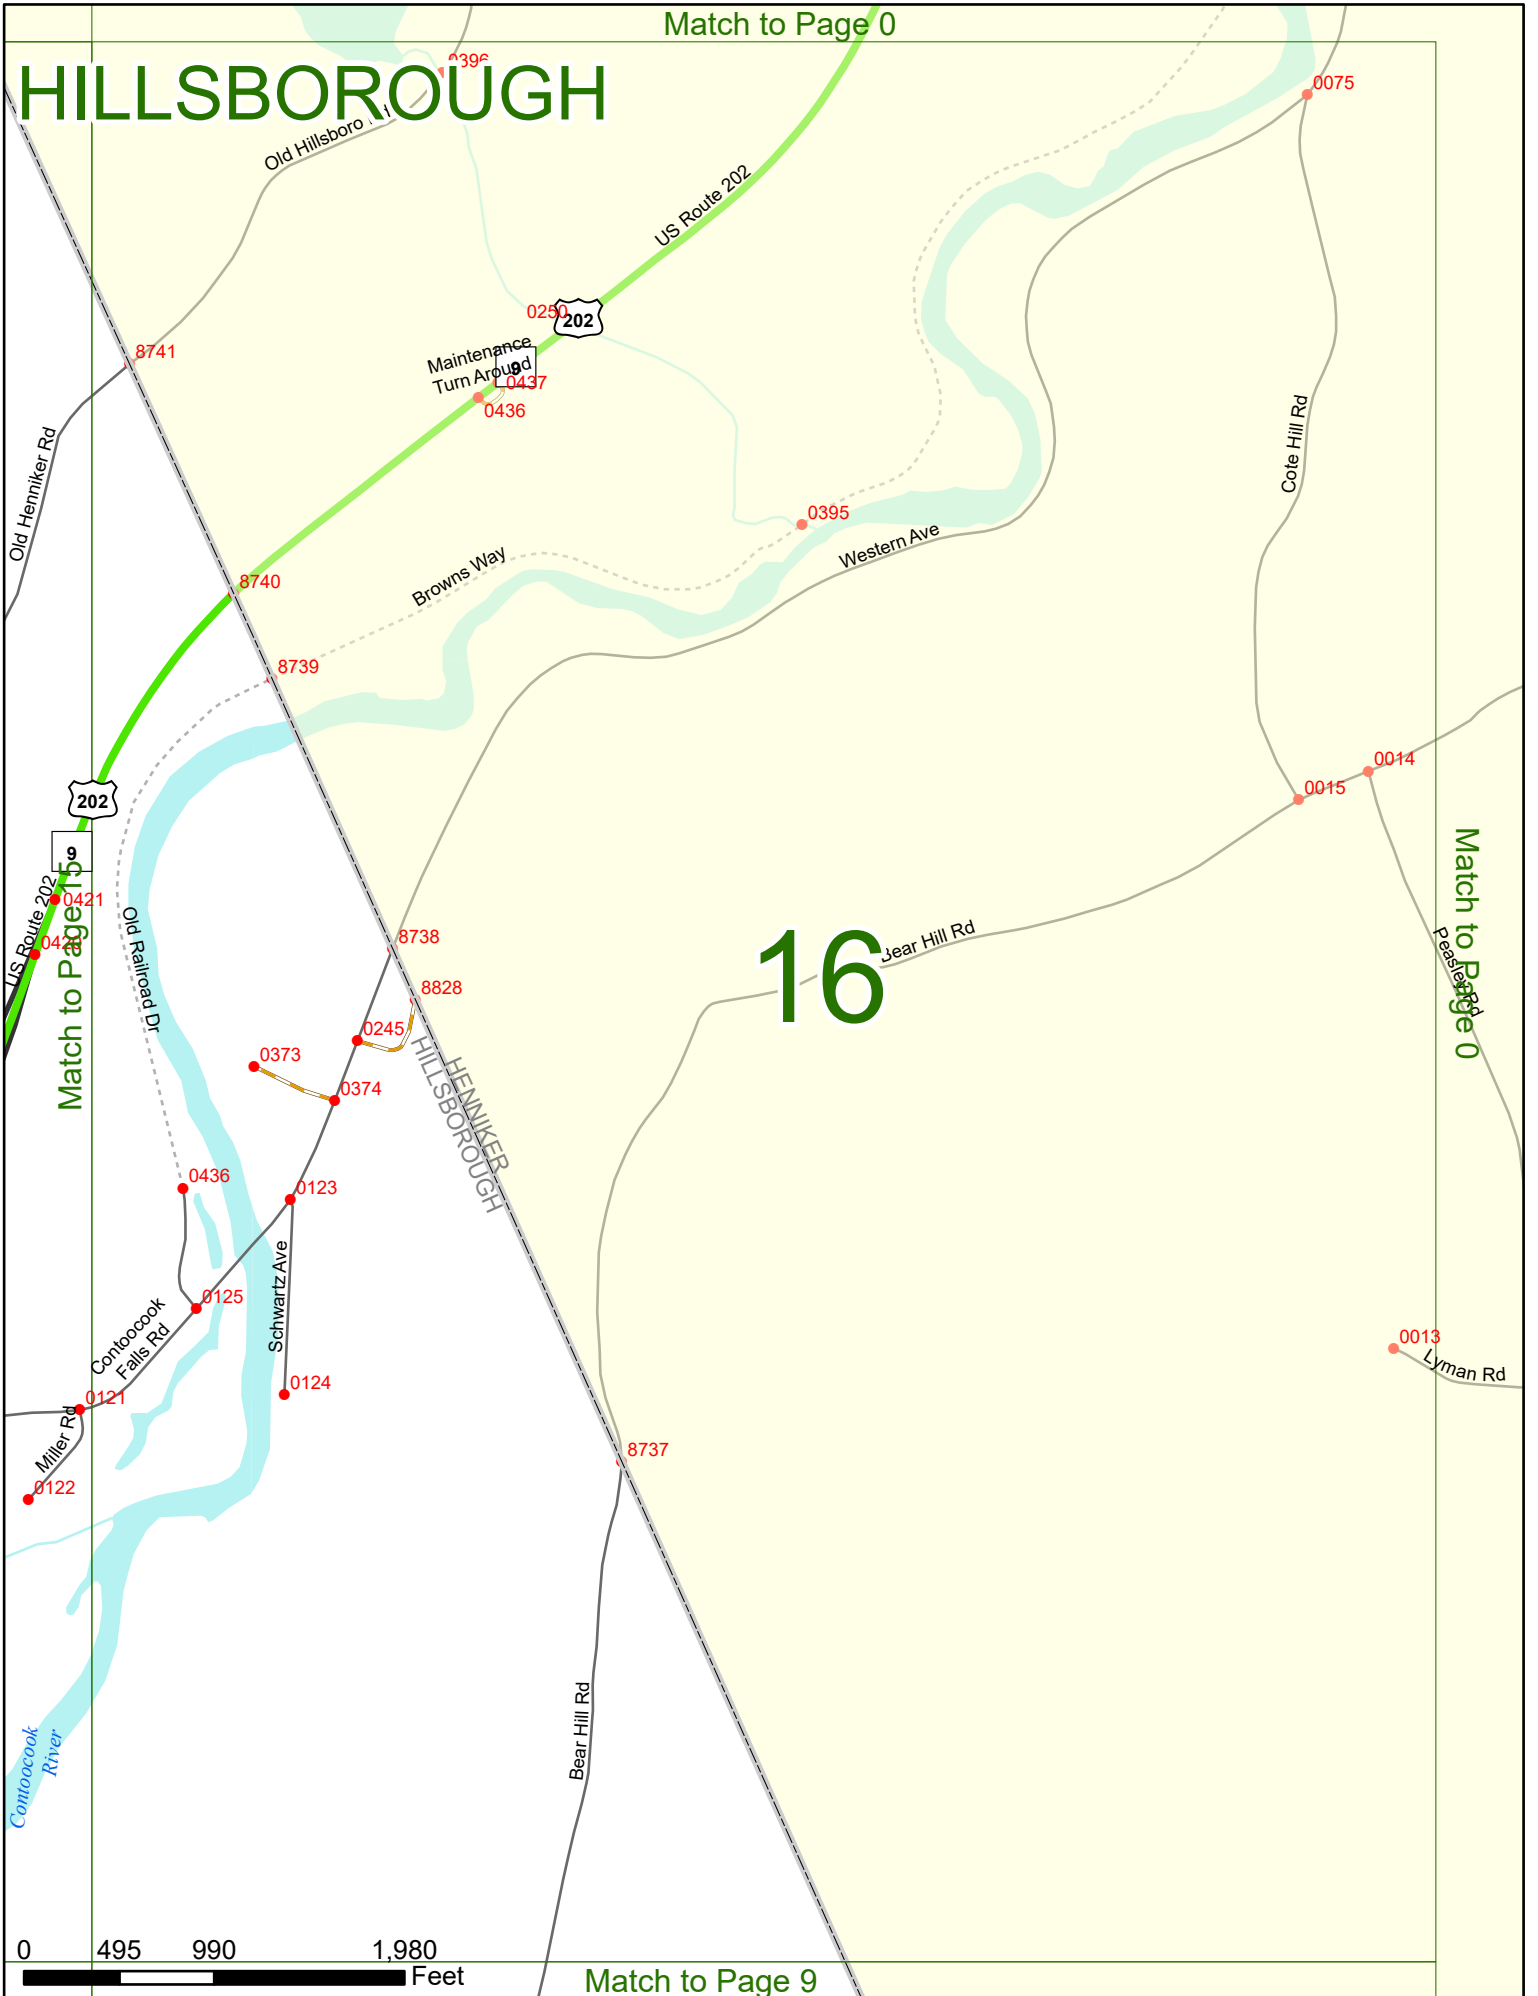 Match to Page 0
HILLSBOROUGH
0396
0075
Old Hillsboro
US Route 202
0250
202
8741
Maintenance
Turn Around
9
0437
0436
Old Henniker Rd
Cote Hill Rd
0395
Western Ave
Browns Way
8740
8739
0014
0015
202
9
Match to Page 15
US Route 202
0421
0420
Old Railroad Dr
8738
8828
16
Bear Hill Rd
Match to Page 0
Peasley Rd
0245
0373
0374
HENNIKER
HILLSBOROUGH
0436
0123
Schwartz Ave
0125
Contoocook
Falls Rd
0013
Lyman Rd
0124
0121
Miller Rd
0122
8737
Bear Hill Rd
Contoocook
River
0 495 990 1,980
Feet
Match to Page 9